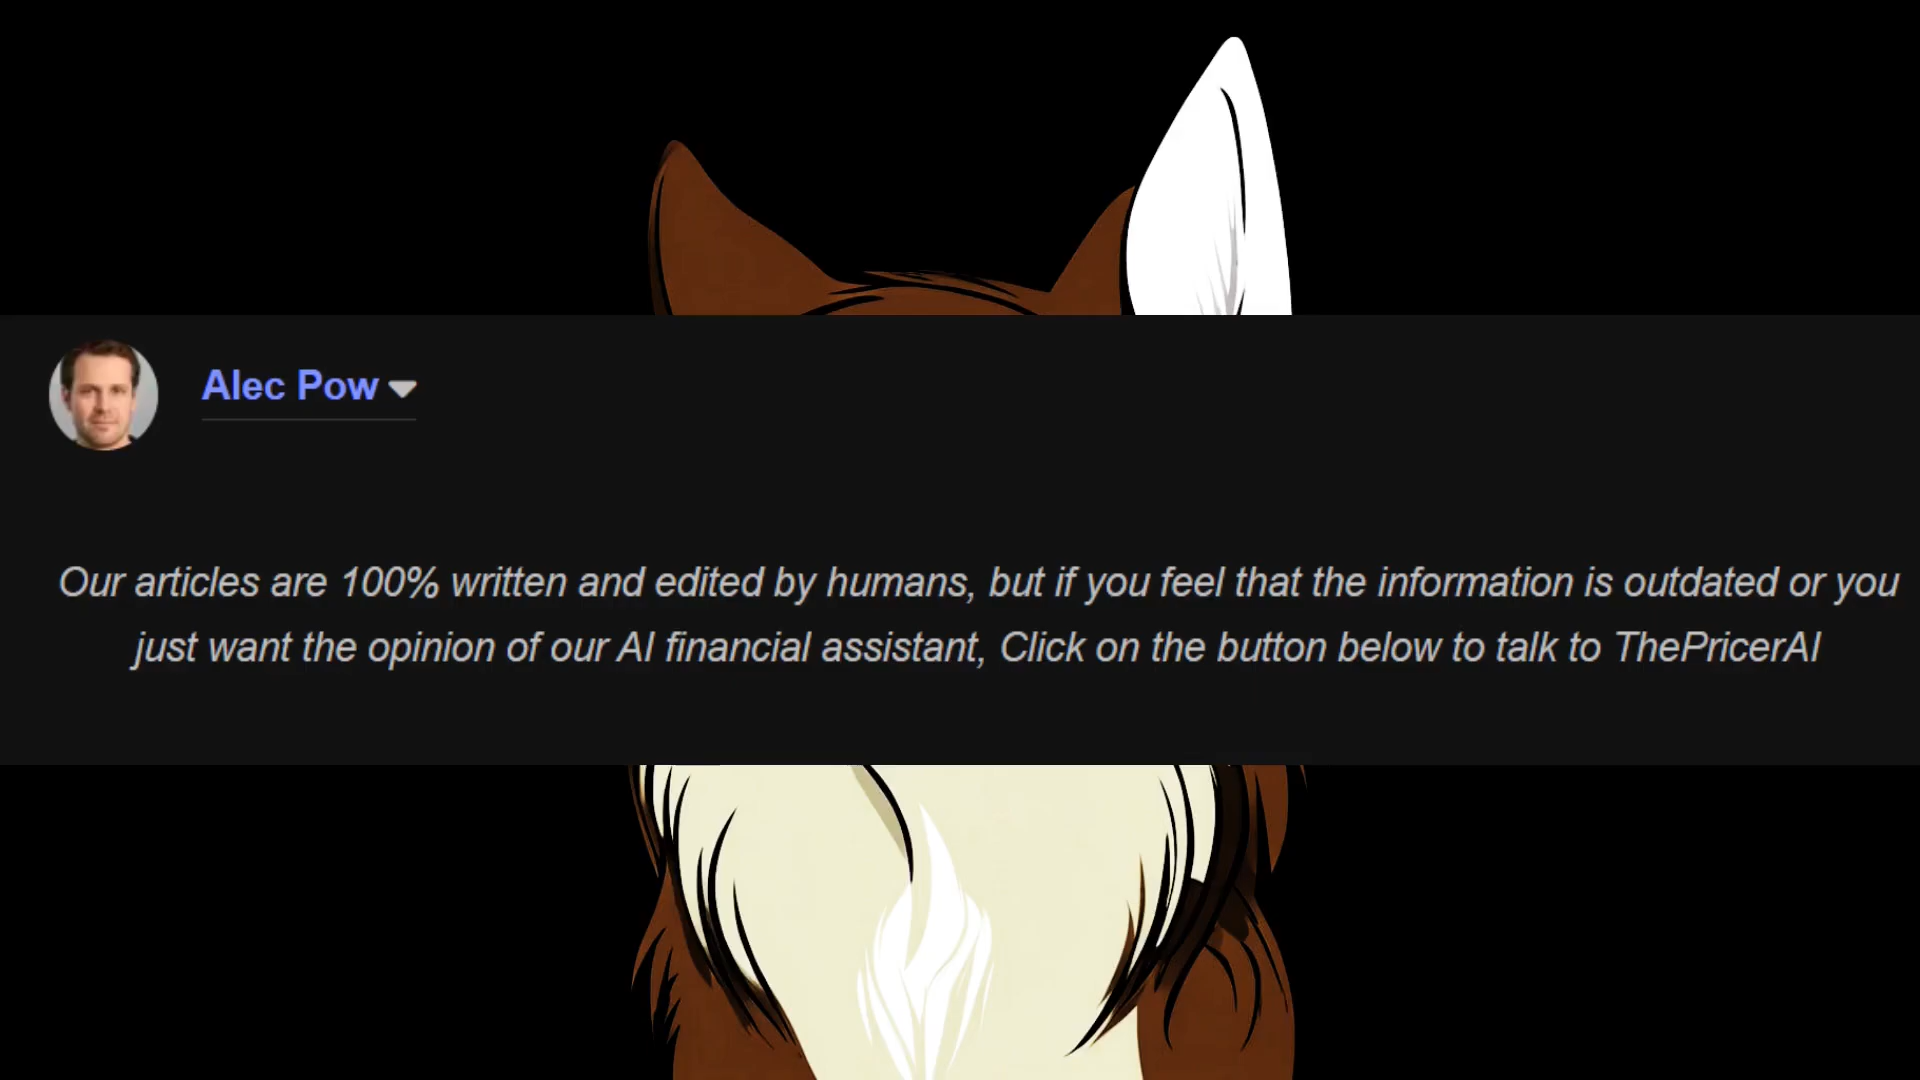 Alec Pow
Our articles are 100% written and edited by humans, but if you feel that the information is outdated or you
just want the opinion of our AI financial assistant, Click on the button below to talk to ThePricerAI